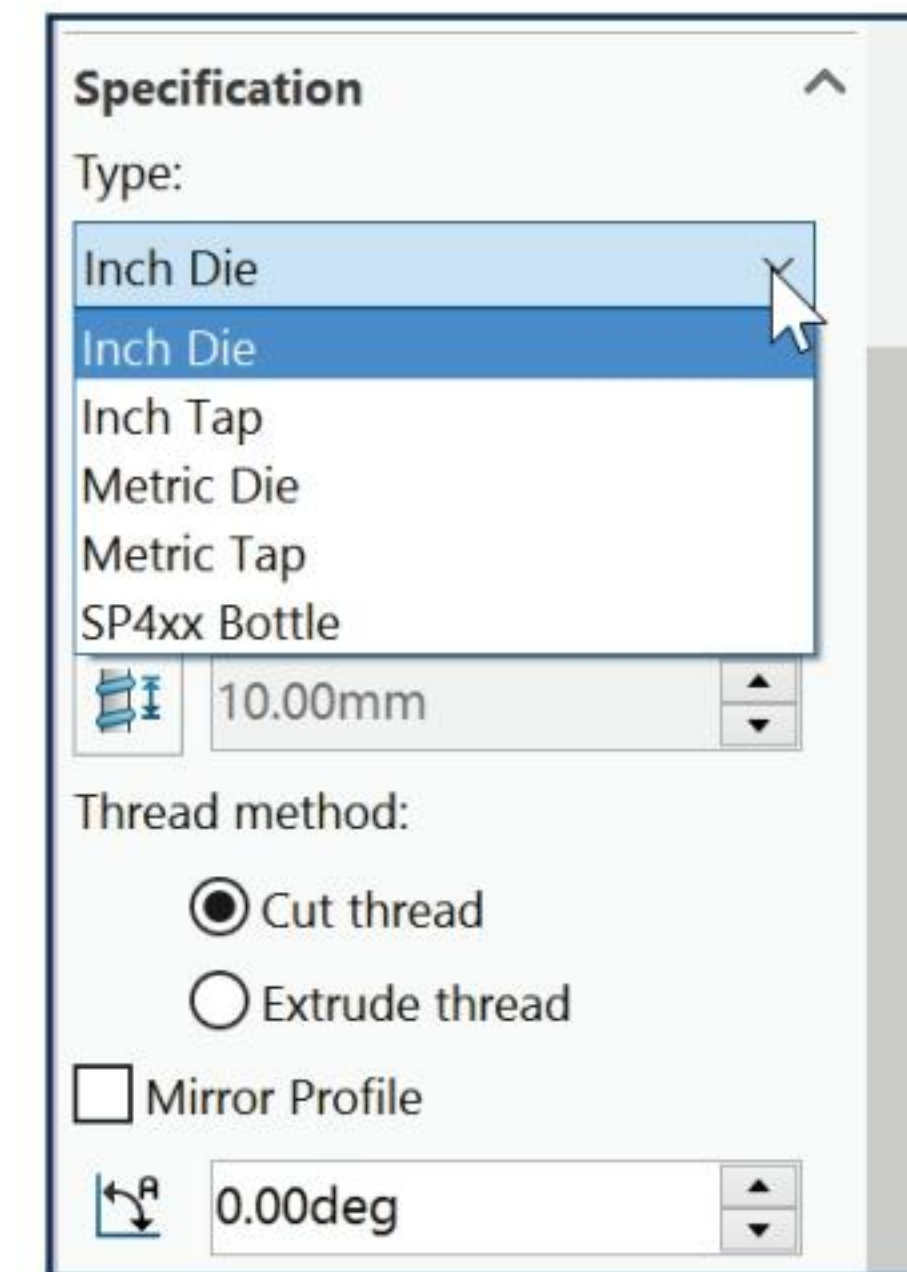 Specification
Type:
Inch Die
Inch Die
Inch Tap
Metric Die
Metric Tap
SP4xx Bottle
10.00mm
Thread method:
Cut thread
Extrude thread
Mirror Profile
A
0.00deg